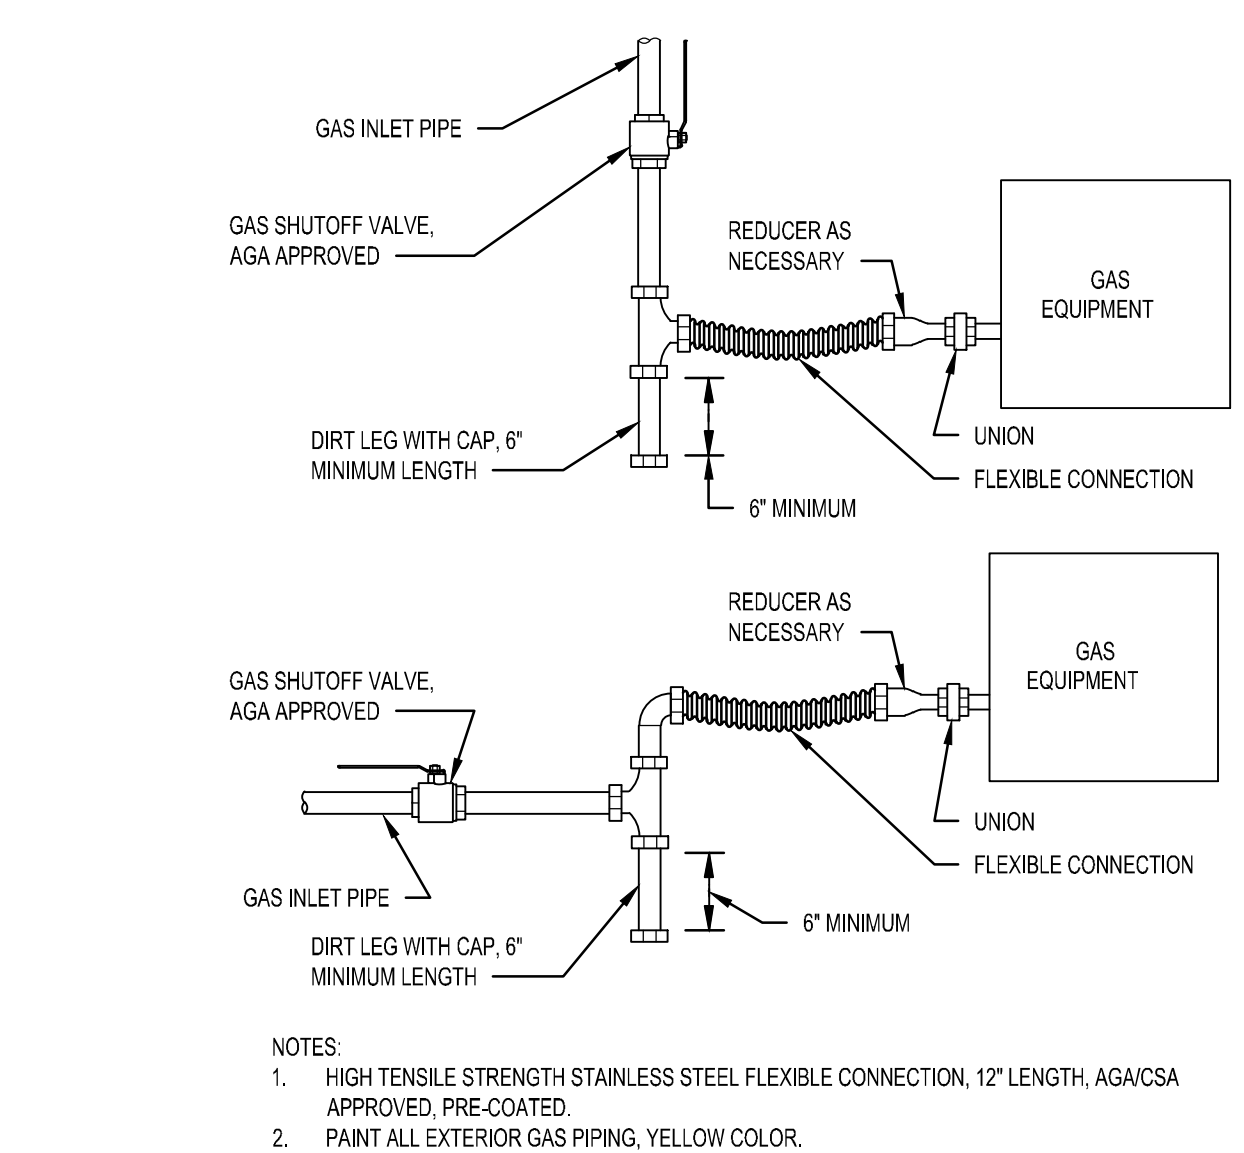 GAS INLET PIPE
GAS SHUTOFF VALVE,
AGA APPROVED
REDUCER AS
NECESSARY
GAS
EQUIPMENT
DIRT LEG WITH CAP, 6"
MINIMUM LENGTH
UNION
FLEXIBLE CONNECTION
6" MINIMUM
REDUCER AS
NECESSARY
GAS
EQUIPMENT
GAS SHUTOFF VALVE,
AGA APPROVED
UNION
FLEXIBLE CONNECTION
GAS INLET PIPE
6" MINIMUM
DIRT LEG WITH CAP, 6"
MINIMUM LENGTH
NOTES:
1. HIGH TENSILE STRENGTH STAINLESS STEEL FLEXIBLE CONNECTION, 12" LENGTH, AGA/CSA
APPROVED, PRE-COATED.
2. PAINT ALL EXTERIOR GAS PIPING, YELLOW COLOR.